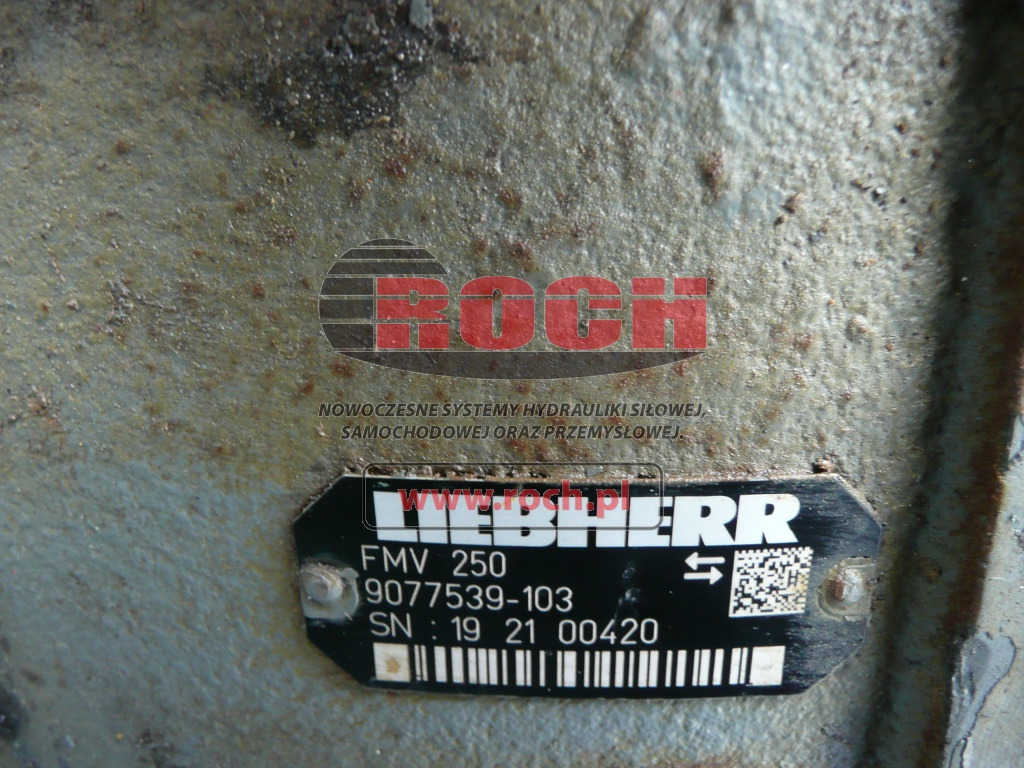 ROCH
NOWOCZESNE SYSTEMY HYDRAULIKI SIŁOWEJ,
SAMOCHODOWEJ ORAZ PRZEMYSŁOWEJ.
www.roch.pl
LIEBHERR
FMV 250
9077539-103
SN : 19 21 00420